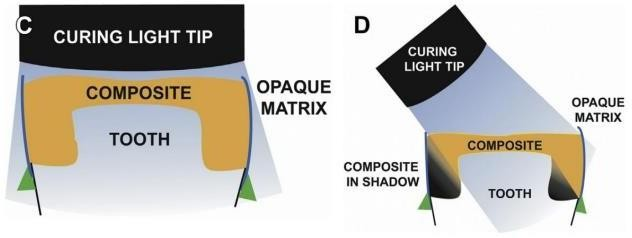 C
CURING LIGHT TIP
COMPOSITE
OPAQUE
MATRIX
TOOTH
D
CURING
LIGHT TIP
OPAQUE
MATRIX
COMPOSITE
COMPOSITE
IN SHADOW
TOOTH